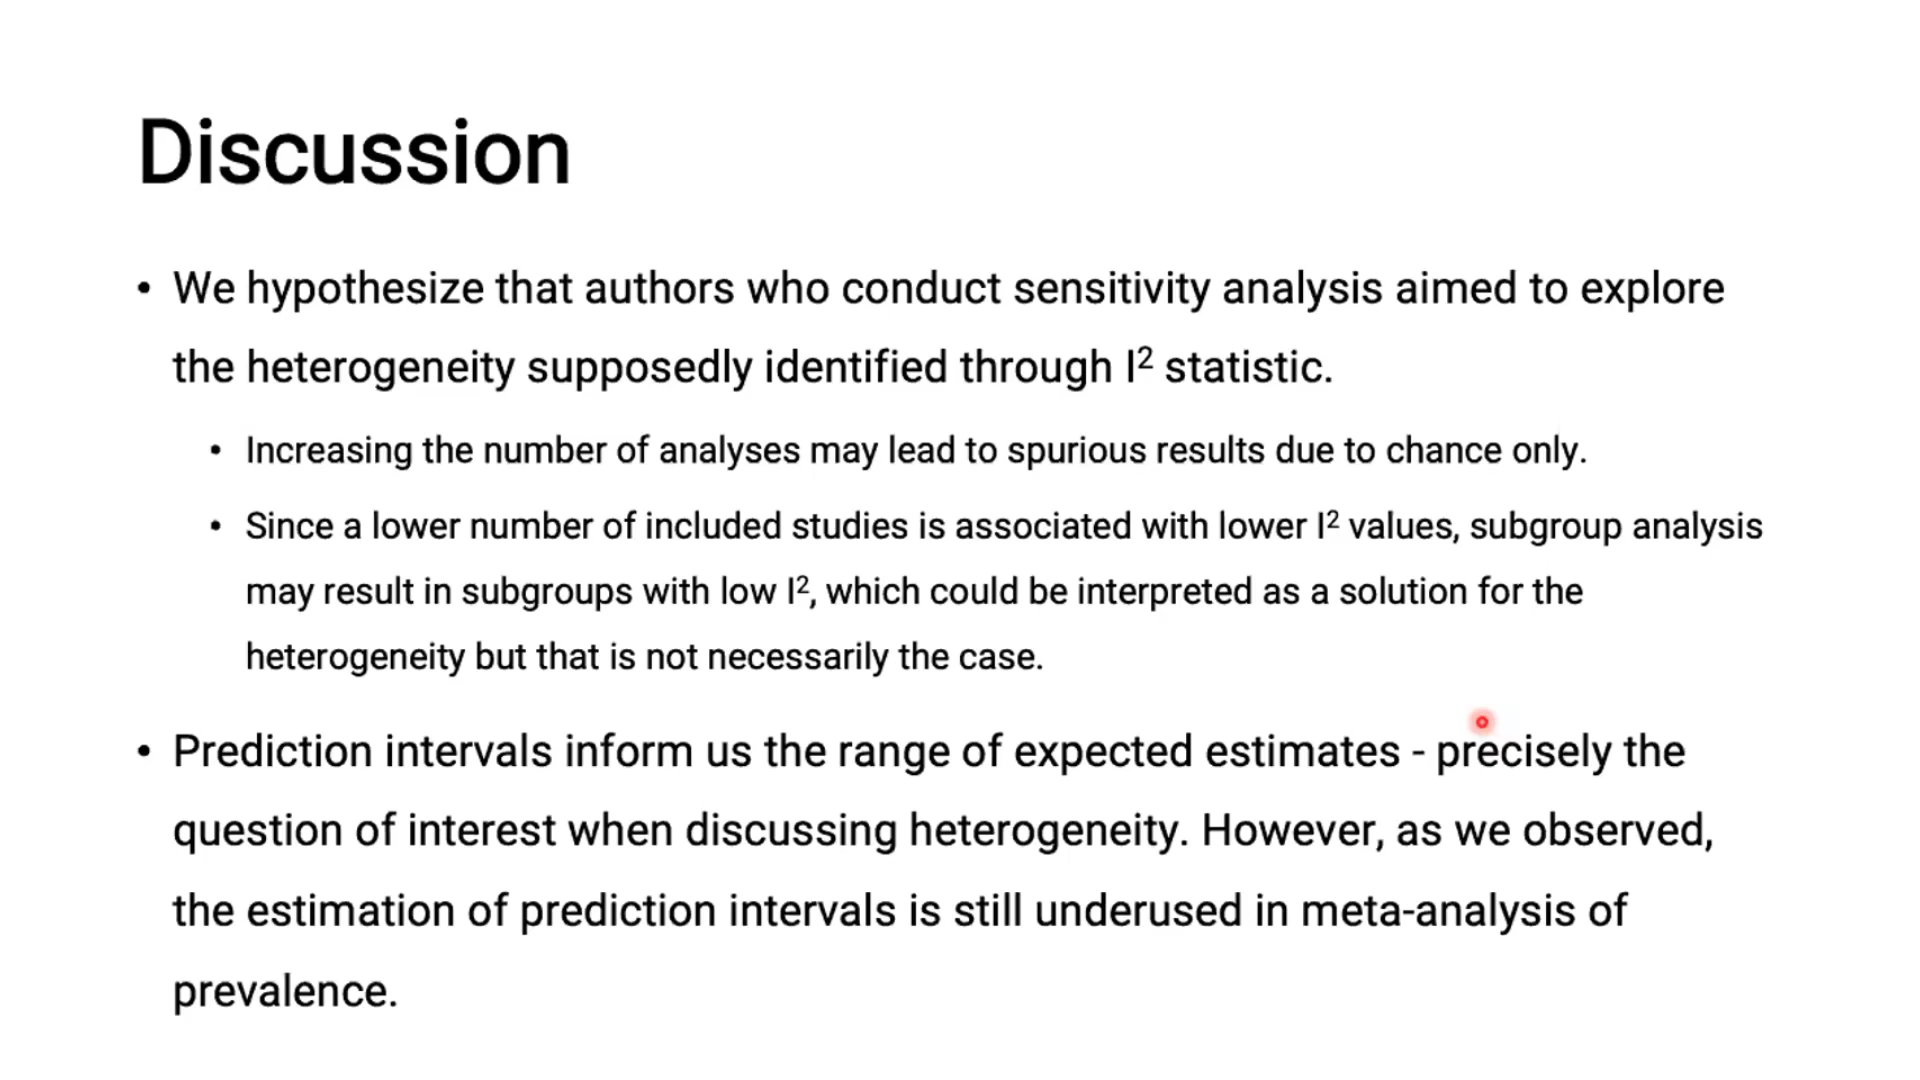 Discussion
• We hypothesize that authors who conduct sensitivity analysis aimed to explore
the heterogeneity supposedly identified through I² statistic.
• Increasing the number of analyses may lead to spurious results due to chance only.
• Since a lower number of included studies is associated with lower I² values, subgroup analysis
may result in subgroups with low I², which could be interpreted as a solution for the
heterogeneity but that is not necessarily the case.
• Prediction intervals inform us the range of expected estimates - precisely the
question of interest when discussing heterogeneity. However, as we observed,
the estimation of prediction intervals is still underused in meta-analysis of
prevalence.